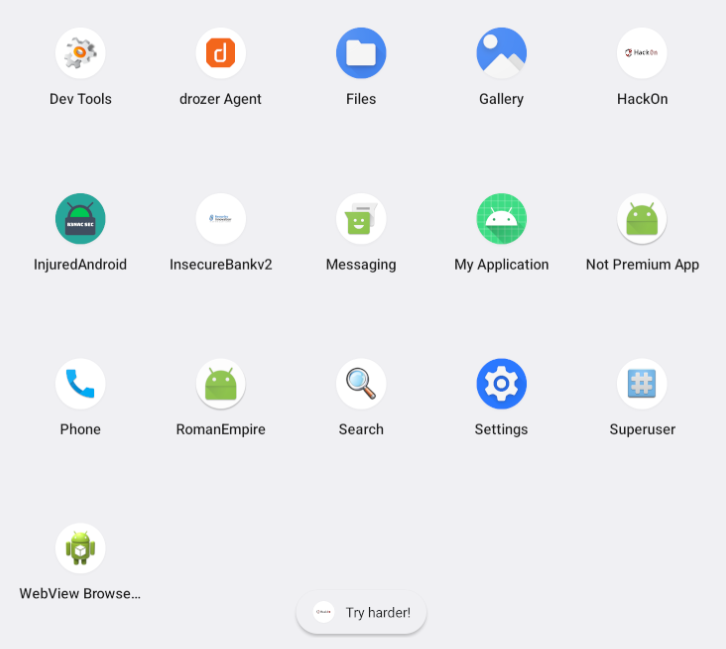 Dev Tools
drozer Agent
Files
Gallery
HackOn
HackOn
InjuredAndroid
InsecureBankv2
Messaging
My Application
Not Premium App
Phone
RomanEmpire
Search
Settings
Superuser
WebView Browse...
Try harder!